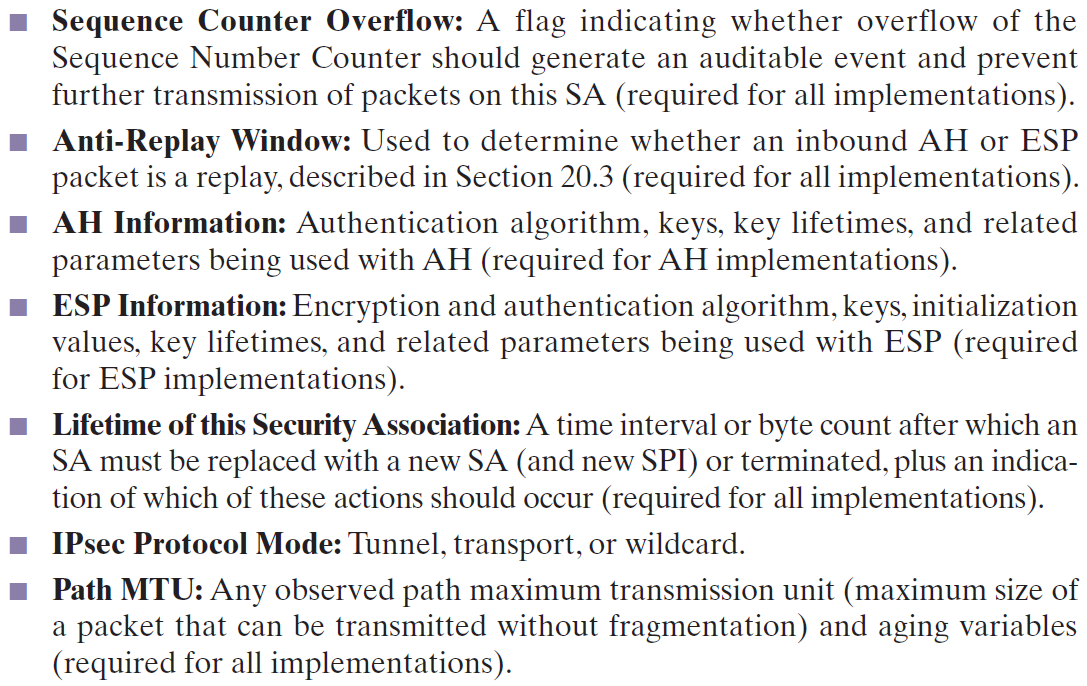 ■ Sequence Counter Overflow: A flag indicating whether overflow of the
Sequence Number Counter should generate an auditable event and prevent
further transmission of packets on this SA (required for all implementations).
■ Anti-Replay Window: Used to determine whether an inbound AH or ESP
packet is a replay, described in Section 20.3 (required for all implementations).
■ AH Information: Authentication algorithm, keys, key lifetimes, and related
parameters being used with AH (required for AH implementations).
■ ESP Information: Encryption and authentication algorithm, keys, initialization
values, key lifetimes, and related parameters being used with ESP (required
for ESP implementations).
■ Lifetime of this Security Association: A time interval or byte count after which an
SA must be replaced with a new SA (and new SPI) or terminated, plus an indica-
tion of which of these actions should occur (required for all implementations).
■ IPsec Protocol Mode: Tunnel, transport, or wildcard.
■ Path MTU: Any observed path maximum transmission unit (maximum size of
a packet that can be transmitted without fragmentation) and aging variables
(required for all implementations).